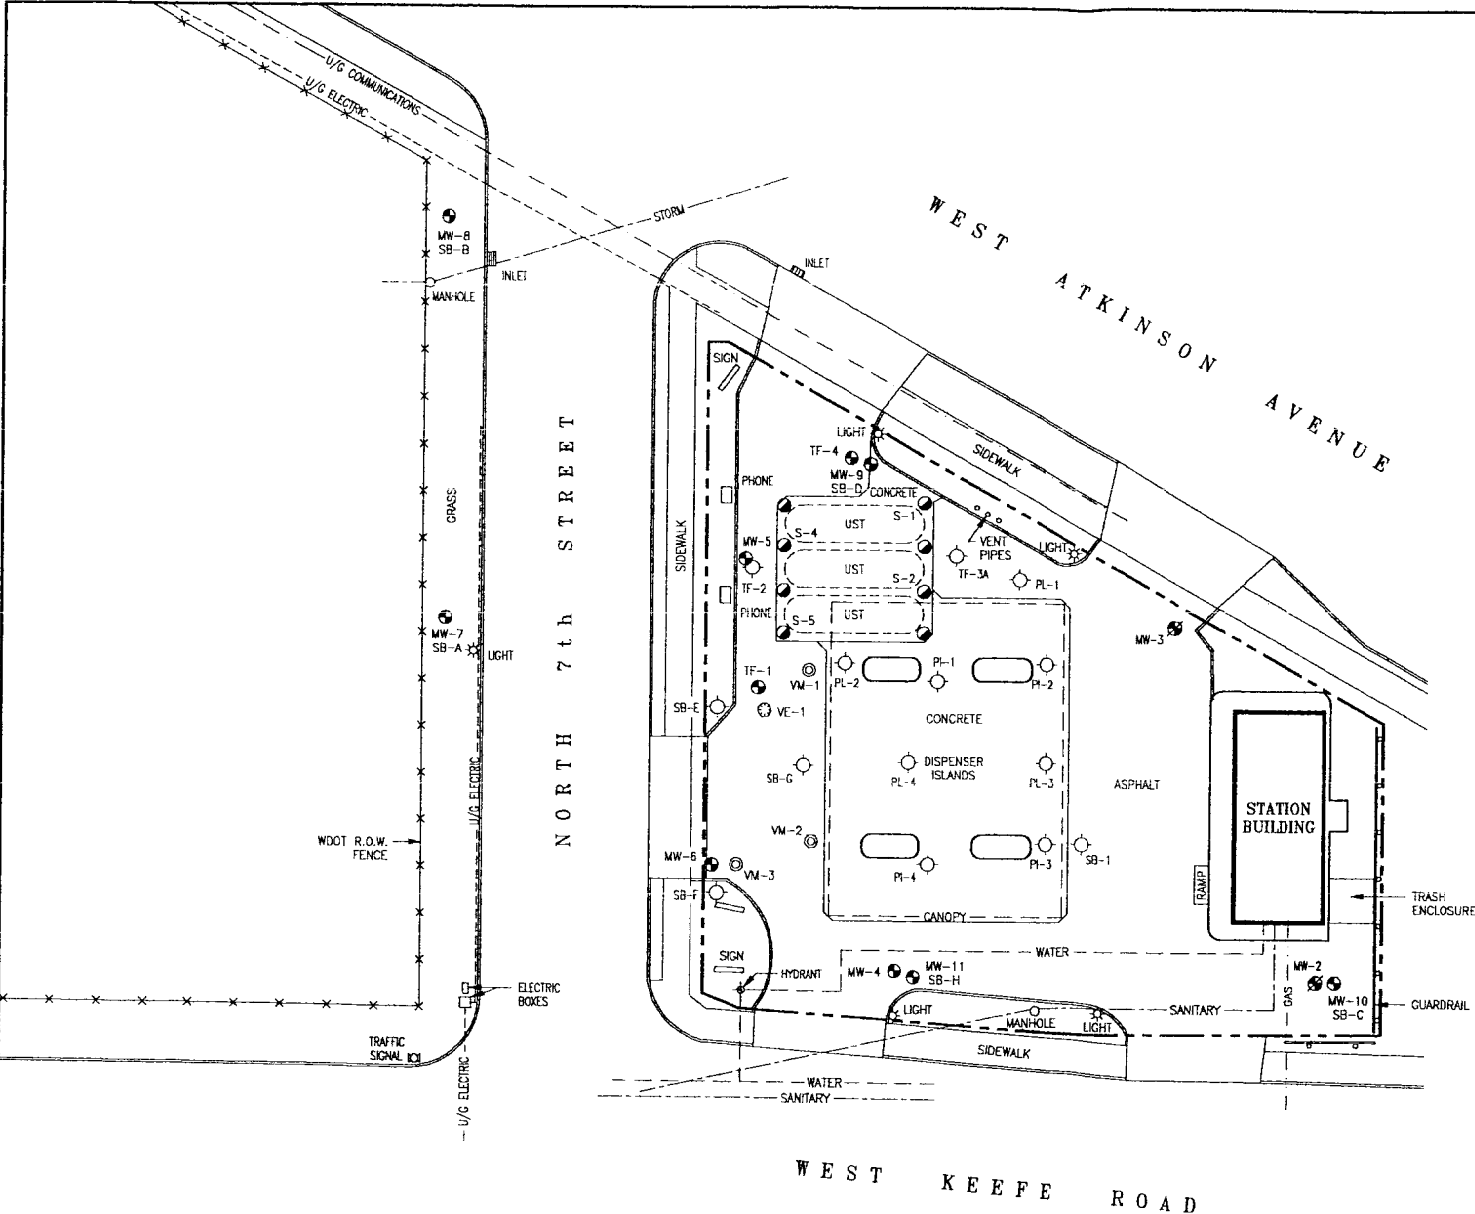 U/G COMMUNICATIONS
U/G ELECTRIC
STORM
WEST ATKINSON AVENUE
MW-8
SB-B
INLET
MANHOLE
INLET
SIGN
LIGHT
TF-4
MW-9
SB-D
CONCRETE
SIDEWALK
PHONE
GRASS
SIDEWALK
NORTH 7th STREET
S-1
S-4
UST
MW-5
VENT
PIPES
LIGHT
UST
S-2
TF-2
TF-3A
PL-1
PHONE
S-5
UST
MW-7
SB-A
LIGHT
MW-3
TF-1
VM-1
PL-2
PI-1
PI-2
SB-E
VE-1
CONCRETE
SB-G
PL-4
DISPENSER
ISLANDS
PL-3
ASPHALT
STATION
BUILDING
U/G ELECTRIC
WDOT R.O.W.
FENCE
VM-2
MW-6
VM-3
PI-4
PI-3
SB-1
SB-F
RAMP
TRASH
ENCLOSURE
CANOPY
SIGN
WATER
HYDRANT
MW-4
MW-11
SB-H
MW-2
MW-10
SB-C
GUARDRAIL
ELECTRIC
BOXES
LIGHT
MANHOLE
LIGHT
SANITARY
GAS
TRAFFIC
SIGNAL
SIDEWALK
U/G ELECTRIC
WATER
SANITARY
WEST KEEFE ROAD